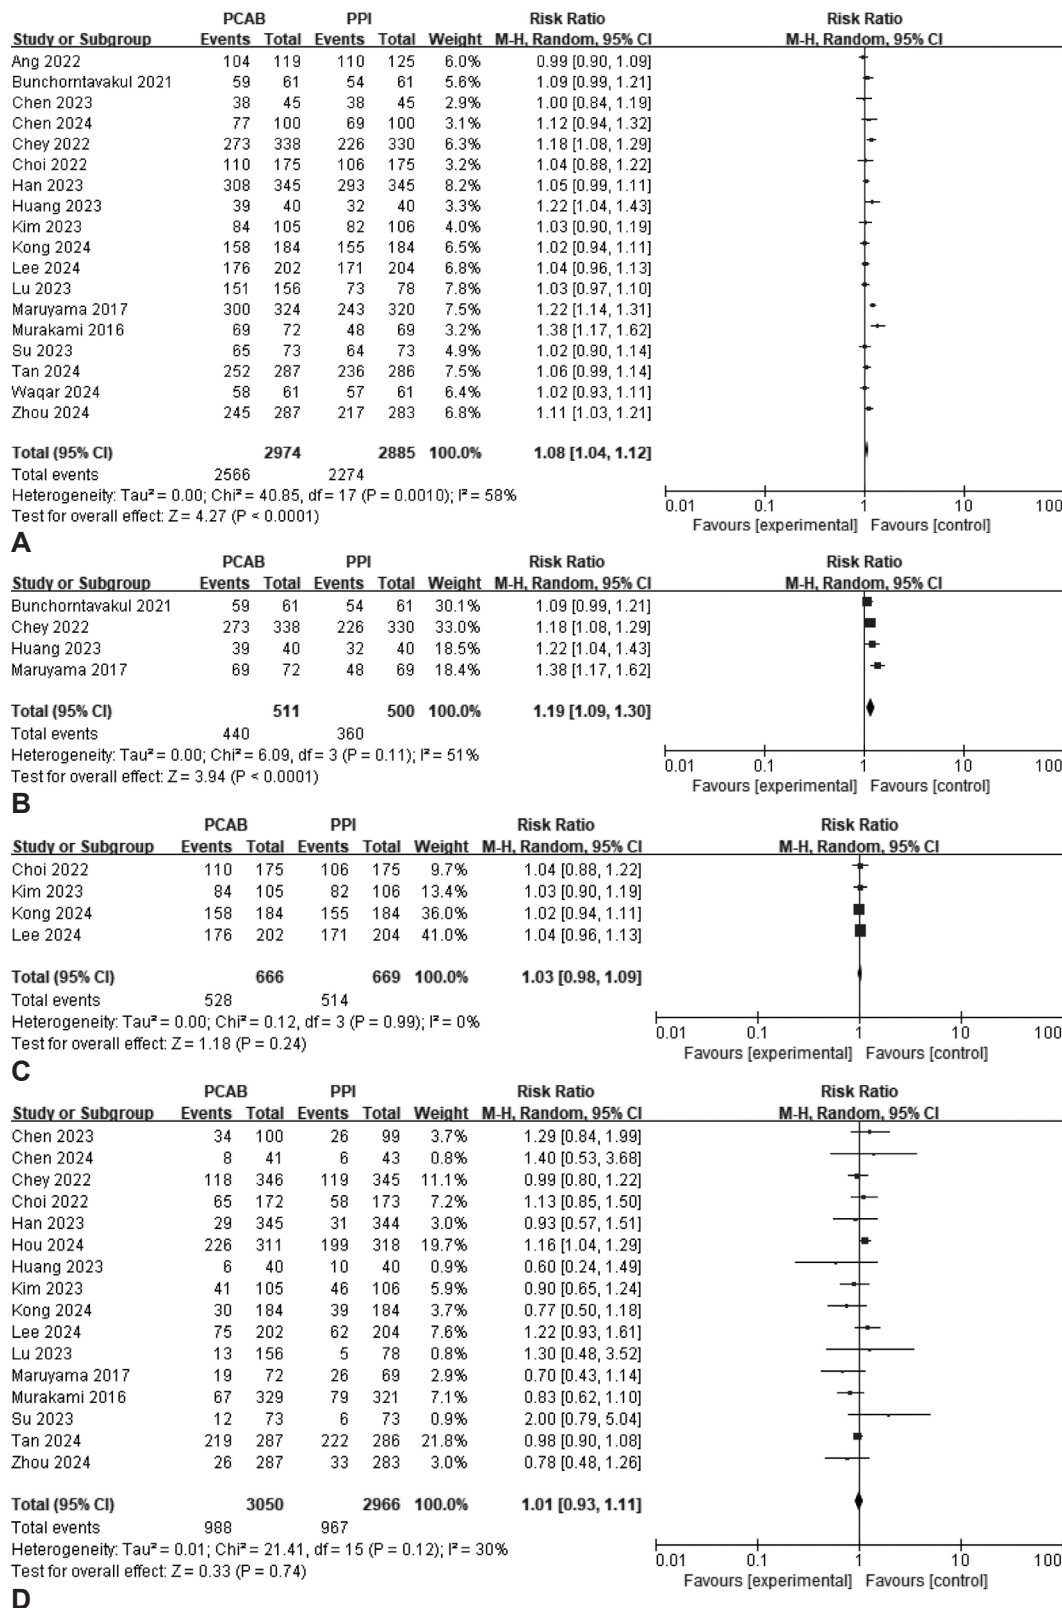 PCAB PPI Risk Ratio Risk Ratio
Study or Subgroup Events Total Events Total Weight M-H, Random, 95% CI M-H, Random, 95% CI
Ang 2022 104 119 110 125 6.0% 0.99 [0.90, 1.09]
Bunchorntavakul 2021 59 61 54 61 5.6% 1.09 [0.99, 1.21]
Chen 2023 38 45 38 45 2.9% 1.00 [0.84, 1.19]
Chen 2024 77 100 69 100 3.1% 1.12 [0.94, 1.32]
Chey 2022 273 338 226 330 6.3% 1.18 [1.08, 1.29]
Choi 2022 110 175 106 175 3.2% 1.04 [0.88, 1.22]
Han 2023 308 345 293 345 8.2% 1.05 [0.99, 1.11]
Huang 2023 39 40 32 40 3.3% 1.22 [1.04, 1.43]
Kim 2023 84 105 82 106 4.0% 1.03 [0.90, 1.19]
Kong 2024 158 184 155 184 6.5% 1.02 [0.94, 1.11]
Lee 2024 176 202 171 204 6.8% 1.04 [0.96, 1.13]
Lu 2023 151 156 73 78 7.8% 1.03 [0.97, 1.10]
Maruyama 2017 300 324 243 320 7.5% 1.22 [1.14, 1.31]
Murakami 2016 69 72 48 69 3.2% 1.38 [1.17, 1.62]
Su 2023 65 73 64 73 4.9% 1.02 [0.90, 1.14]
Tan 2024 252 287 236 286 7.5% 1.06 [0.99, 1.14]
Waqar 2024 58 61 57 61 6.4% 1.02 [0.93, 1.11]
Zhou 2024 245 287 217 283 6.8% 1.11 [1.03, 1.21]
Total (95% CI) 2974 2885 100.0% 1.08 [1.04, 1.12]
Total events 2566 2274
Heterogeneity: Tau² = 0.00; Chi² = 40.85, df = 17 (P = 0.0010); I² = 58%
Test for overall effect: Z = 4.27 (P < 0.0001)
0.01 0.1 1 10 100
Favours [experimental] Favours [control]
A
PCAB PPI Risk Ratio Risk Ratio
Study or Subgroup Events Total Events Total Weight M-H, Random, 95% CI M-H, Random, 95% CI
Bunchorntavakul 2021 59 61 54 61 30.1% 1.09 [0.99, 1.21]
Chey 2022 273 338 226 330 33.0% 1.18 [1.08, 1.29]
Huang 2023 39 40 32 40 18.5% 1.22 [1.04, 1.43]
Maruyama 2017 69 72 48 69 18.4% 1.38 [1.17, 1.62]
Total (95% CI) 511 500 100.0% 1.19 [1.09, 1.30]
Total events 440 360
Heterogeneity: Tau² = 0.00; Chi² = 6.09, df = 3 (P = 0.11); I² = 51%
Test for overall effect: Z = 3.94 (P < 0.0001)
0.01 0.1 1 10 100
Favours [experimental] Favours [control]
B
PCAB PPI Risk Ratio Risk Ratio
Study or Subgroup Events Total Events Total Weight M-H, Random, 95% CI M-H, Random, 95% CI
Choi 2022 110 175 106 175 9.7% 1.04 [0.88, 1.22]
Kim 2023 84 105 82 106 13.4% 1.03 [0.90, 1.19]
Kong 2024 158 184 155 184 36.0% 1.02 [0.94, 1.11]
Lee 2024 176 202 171 204 41.0% 1.04 [0.96, 1.13]
Total (95% CI) 666 669 100.0% 1.03 [0.98, 1.09]
Total events 528 514
Heterogeneity: Tau² = 0.00; Chi² = 0.12, df = 3 (P = 0.99); I² = 0%
Test for overall effect: Z = 1.18 (P = 0.24)
0.01 0.1 1 10 100
Favours [experimental] Favours [control]
C
PCAB PPI Risk Ratio Risk Ratio
Study or Subgroup Events Total Events Total Weight M-H, Random, 95% CI M-H, Random, 95% CI
Chen 2023 34 100 26 99 3.7% 1.29 [0.84, 1.99]
Chen 2024 8 41 6 43 0.8% 1.40 [0.53, 3.68]
Chey 2022 118 346 119 345 11.1% 0.99 [0.80, 1.22]
Choi 2022 65 172 58 173 7.2% 1.13 [0.85, 1.50]
Han 2023 29 345 31 344 3.0% 0.93 [0.57, 1.51]
Hou 2024 226 311 199 318 19.7% 1.16 [1.04, 1.29]
Huang 2023 6 40 10 40 0.9% 0.60 [0.24, 1.49]
Kim 2023 41 105 46 106 5.9% 0.90 [0.65, 1.24]
Kong 2024 30 184 39 184 3.7% 0.77 [0.50, 1.18]
Lee 2024 75 202 62 204 7.6% 1.22 [0.93, 1.61]
Lu 2023 13 156 5 78 0.8% 1.30 [0.48, 3.52]
Maruyama 2017 19 72 26 69 2.9% 0.70 [0.43, 1.14]
Murakami 2016 67 329 79 321 7.1% 0.83 [0.62, 1.10]
Su 2023 12 73 6 73 0.9% 2.00 [0.79, 5.04]
Tan 2024 219 287 222 286 21.8% 0.98 [0.90, 1.08]
Zhou 2024 26 287 33 283 3.0% 0.78 [0.48, 1.26]
Total (95% CI) 3050 2966 100.0% 1.01 [0.93, 1.11]
Total events 988 967
Heterogeneity: Tau² = 0.01; Chi² = 21.41, df = 15 (P = 0.12); I² = 30%
Test for overall effect: Z = 0.33 (P = 0.74)
0.01 0.1 1 10 100
Favours [experimental] Favours [control]
D